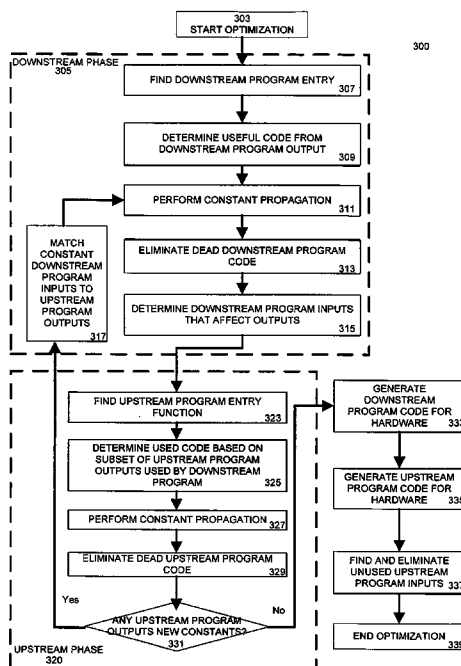 303
START OPTIMIZATION
300
DOWNSTREAM PHASE
305
FIND DOWNSTREAM PROGRAM ENTRY
307
DETERMINE USEFUL CODE FROM
DOWNSTREAM PROGRAM OUTPUT
309
PERFORM CONSTANT PROPAGATION
311
MATCH
CONSTANT
DOWNSTREAM
PROGRAM
INPUTS TO
UPSTREAM
PROGRAM
OUTPUTS
317
ELIMINATE DEAD DOWNSTREAM PROGRAM
CODE
313
DETERMINE DOWNSTREAM PROGRAM INPUTS
THAT AFFECT OUTPUTS
315
FIND UPSTREAM PROGRAM ENTRY
FUNCTION
323
DETERMINE USED CODE BASED ON
SUBSET OF UPSTREAM PROGRAM
OUTPUTS USED BY DOWNSTREAM
PROGRAM
325
PERFORM CONSTANT PROPAGATION
327
ELIMINATE DEAD UPSTREAM PROGRAM
CODE
329
Yes
No
ANY UPSTREAM PROGRAM
OUTPUTS NEW CONSTANTS?
331
UPSTREAM PHASE
320
GENERATE
DOWNSTREAM
PROGRAM CODE FOR
HARDWARE
333
GENERATE UPSTREAM
PROGRAM CODE FOR
HARDWARE
335
FIND AND ELIMINATE
UNUSED UPSTREAM
PROGRAM INPUTS
337
END OPTIMIZATION
339